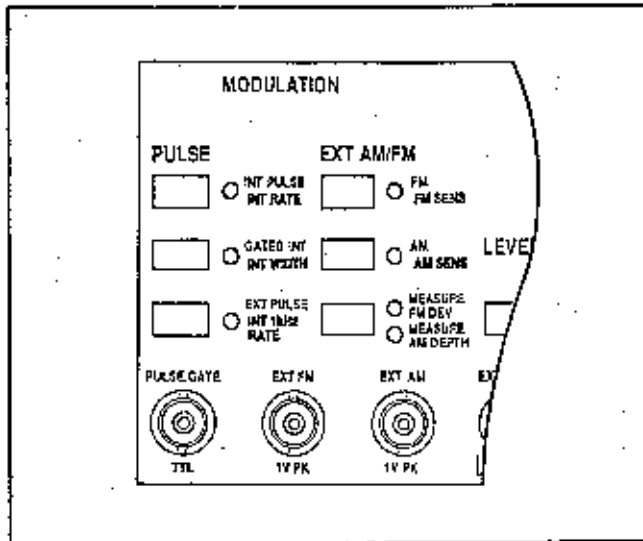 MODULATION
PULSE
INT PULSE
INT RATE
GATED INT
INT WIDTH
EXT PULSE
INT
RATE
EXT AM/FM
FM
FM SENS
AM
AM SENS
MEASURE
FM DEV
MEASURE
AM DEPTH
LEVE
PULSE GATE
EXT FM
EXT AM
EX
TTL
1V PK
1V PK